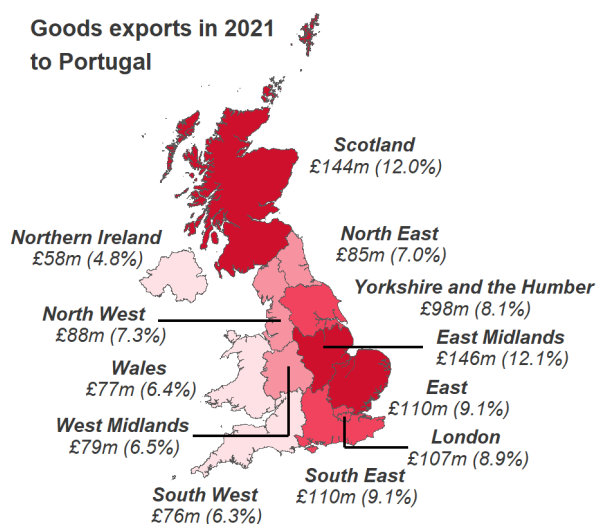 Goods exports in 2021
to Portugal
Scotland
£144m (12.0%)
Northern Ireland
£58m (4.8%)
North East
£85m (7.0%)
Yorkshire and the Humber
£98m (8.1%)
North West
£88m (7.3%)
East Midlands
£146m (12.1%)
Wales
£77m (6.4%)
East
£110m (9.1%)
West Midlands
£79m (6.5%)
London
£107m (8.9%)
South East
£110m (9.1%)
South West
£76m (6.3%)